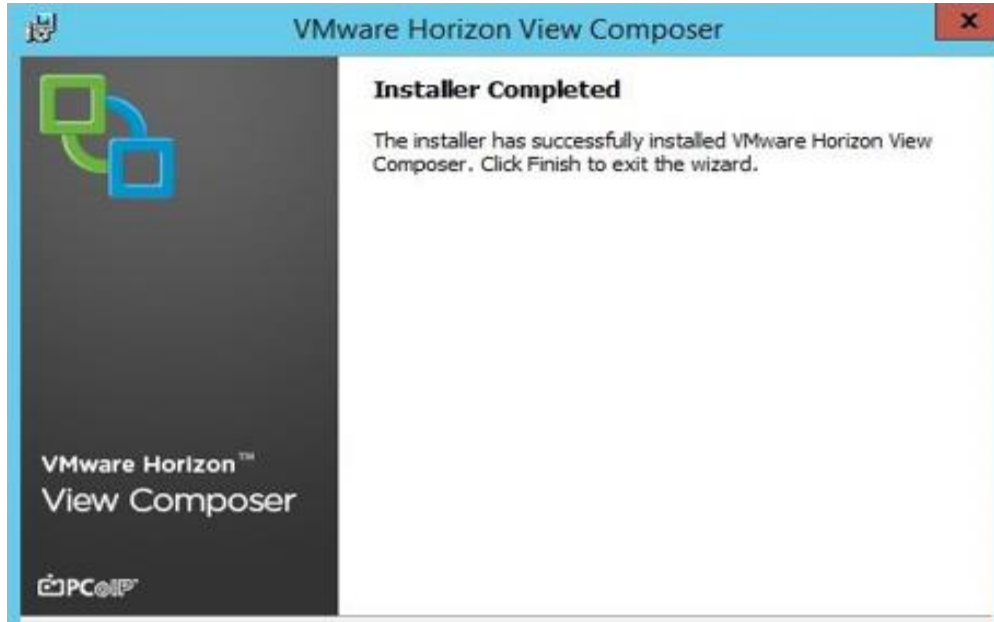 VMware Horizon View Composer
x
Installer Completed
The installer has successfully installed VMware Horizon View
Composer. Click Finish to exit the wizard.
VMware Horizon™
View Composer
PCoIP